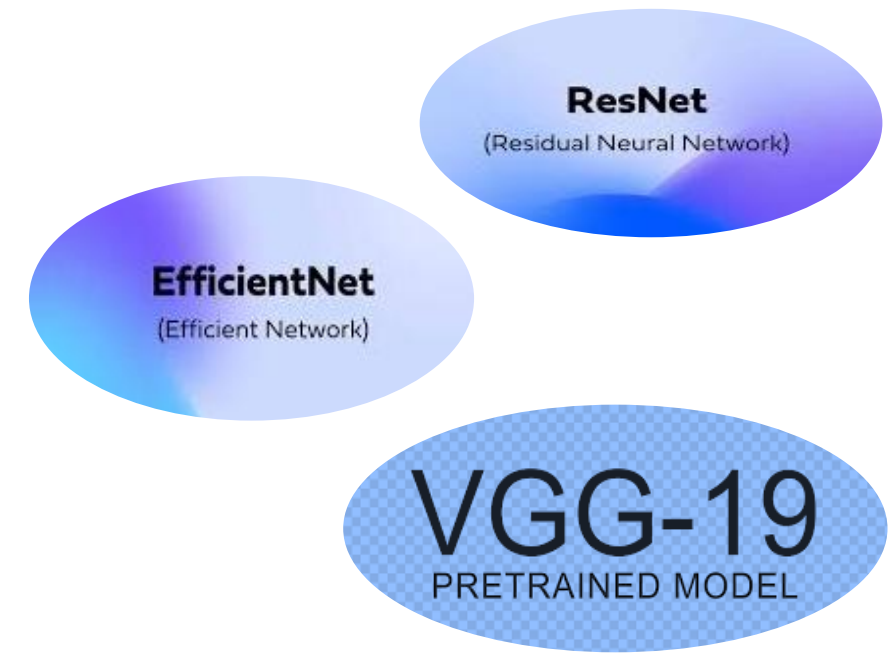 ResNet
(Residual Neural Network)
EfficientNet
(Efficient Network)
VGG-19
PRETRAINED MODEL